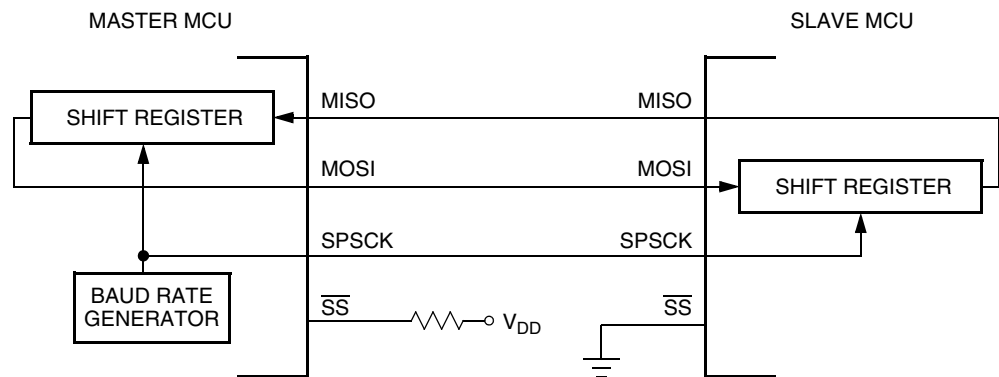 MASTER MCU
SLAVE MCU
SHIFT REGISTER
MISO
MISO
MOSI
MOSI
SHIFT REGISTER
SPSCK
SPSCK
BAUD RATE
GENERATOR
SS
VDD
SS